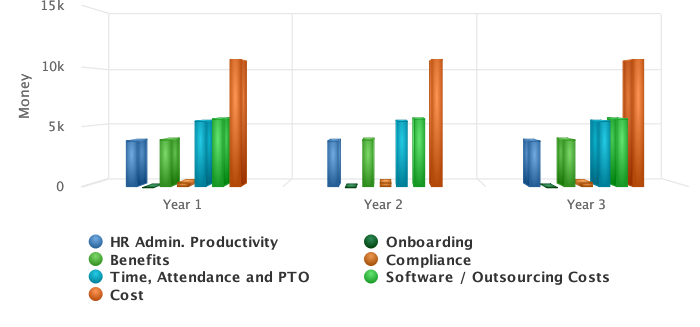 15k
10k
5k
0
Money
Year 1
Year 2
Year 3
HR Admin. Productivity
Onboarding
Benefits
Compliance
Time, Attendance and PTO
Software / Outsourcing Costs
Cost